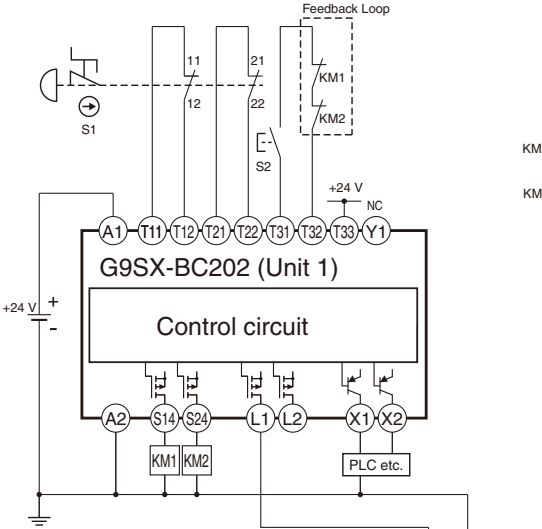 Feedback Loop
11
21
KM1
12
22
KM2
S1
S2
KM
KM
+24 V
NC
A1
T11
T12
T21
T22
T31
T32
T33
Y1
G9SX-BC202 (Unit 1)
+24 V
+
-
Control circuit
A2
S14
S24
L1
L2
X1
X2
KM1
KM2
PLC etc.